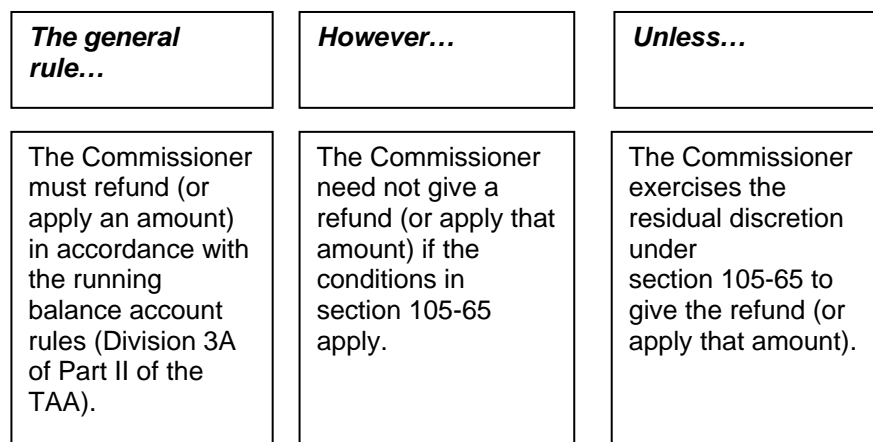 The general
rule…
However…
Unless…
The Commissioner
must refund (or
apply an amount)
in accordance with
the running
balance account
rules (Division 3A
of Part II of the
TAA).
The Commissioner
need not give a
refund (or apply that
amount) if the
conditions in
section 105-65
apply.
The Commissioner
exercises the
residual discretion
under
section 105-65 to
give the refund (or
apply that amount).